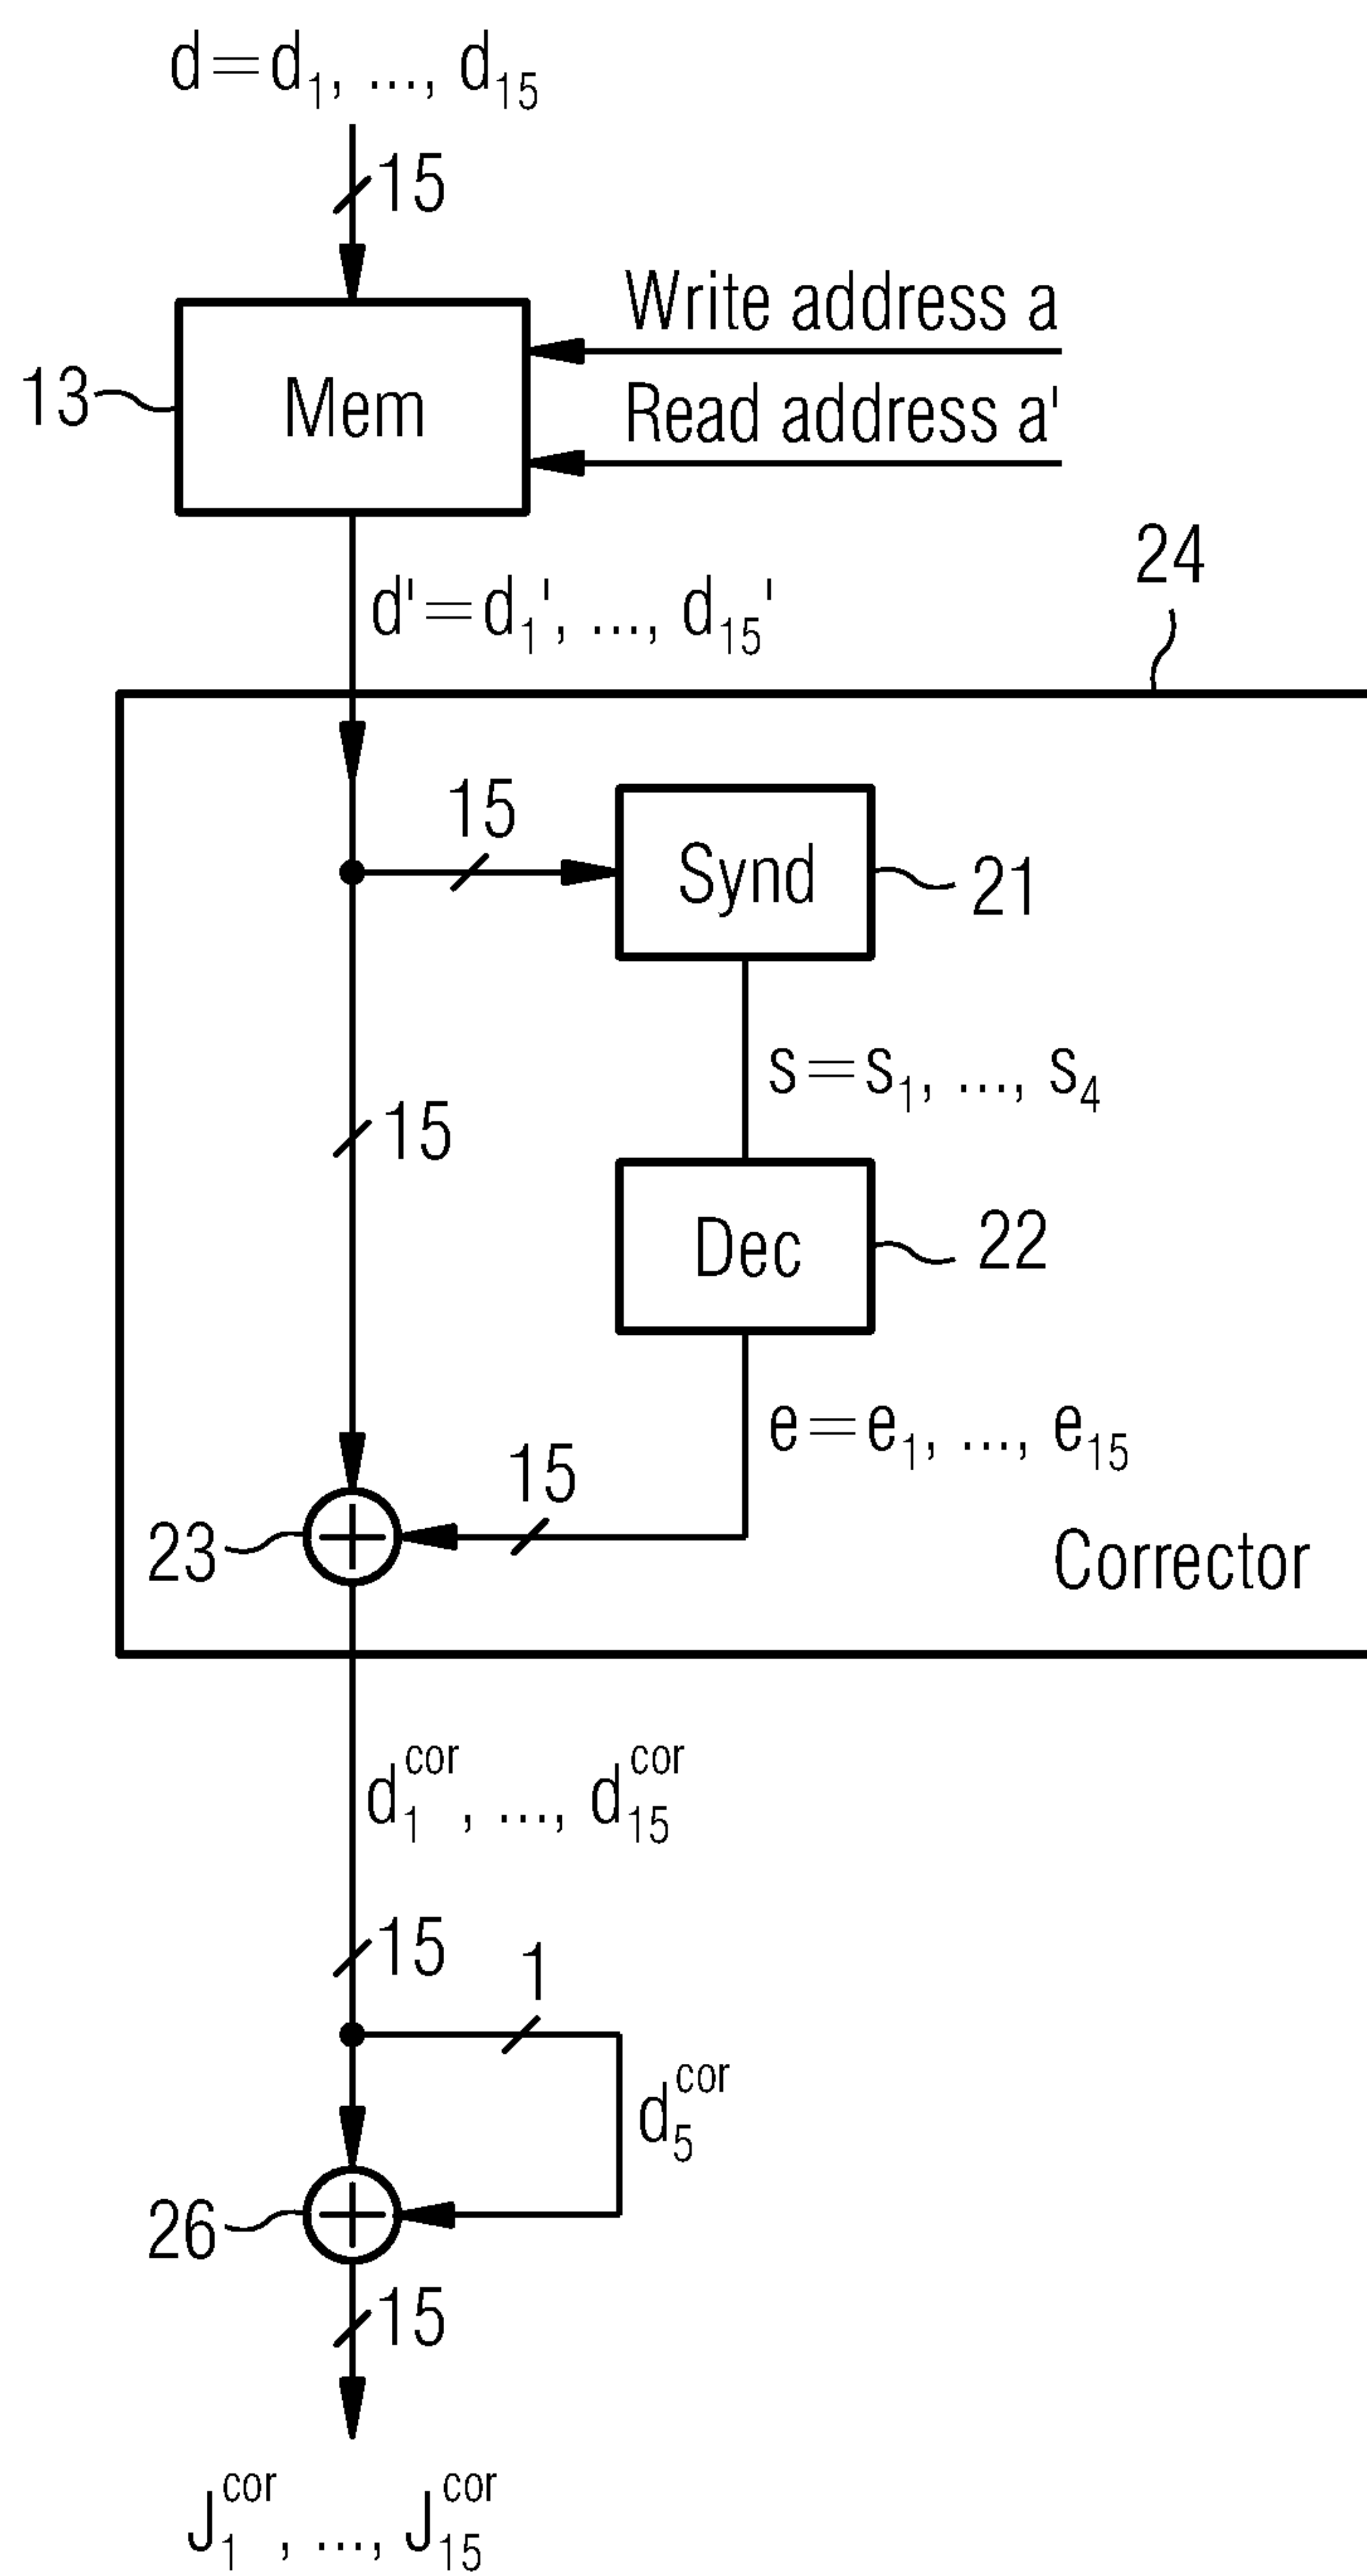 d=d₁, ..., d₁₅
15
Write address a
13
Mem
Read address a'
24
d'=d₁', ..., d₁₅'
15
Synd
21
s=s₁, ..., s₄
15
Dec
22
e=e₁, ..., e₁₅
15
23
Corrector
d₁ᶜᵒʳ, ..., d₁₅ᶜᵒʳ
15
1
d₅ᶜᵒʳ
26
15
J₁ᶜᵒʳ, ..., J₁₅ᶜᵒʳ